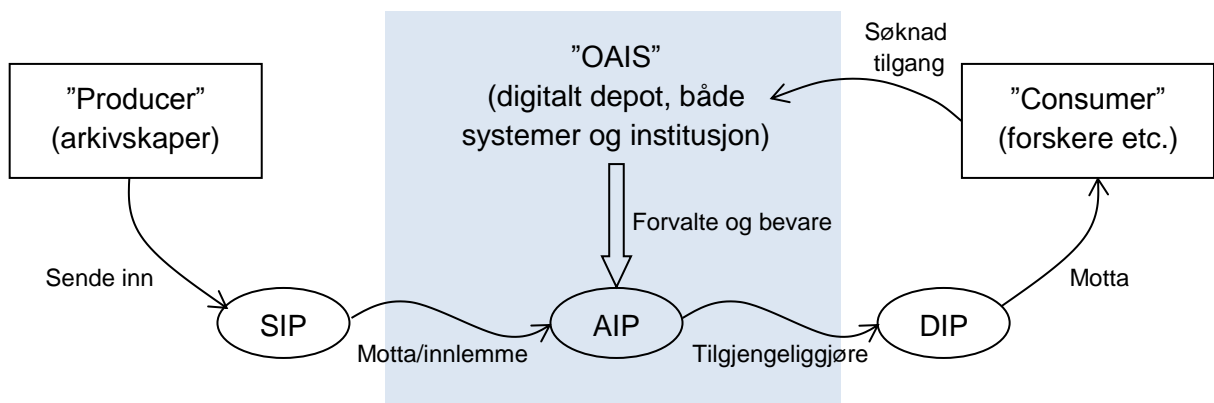 ”Producer”
(arkivskaper)
”OAIS”
(digitalt depot, både
systemer og institusjon)
Søknad
tilgang
”Consumer”
(forskere etc.)
Forvalte og bevare
Sende inn
Motta
SIP
AIP
DIP
Motta/innlemme
Tilgjengeliggjøre